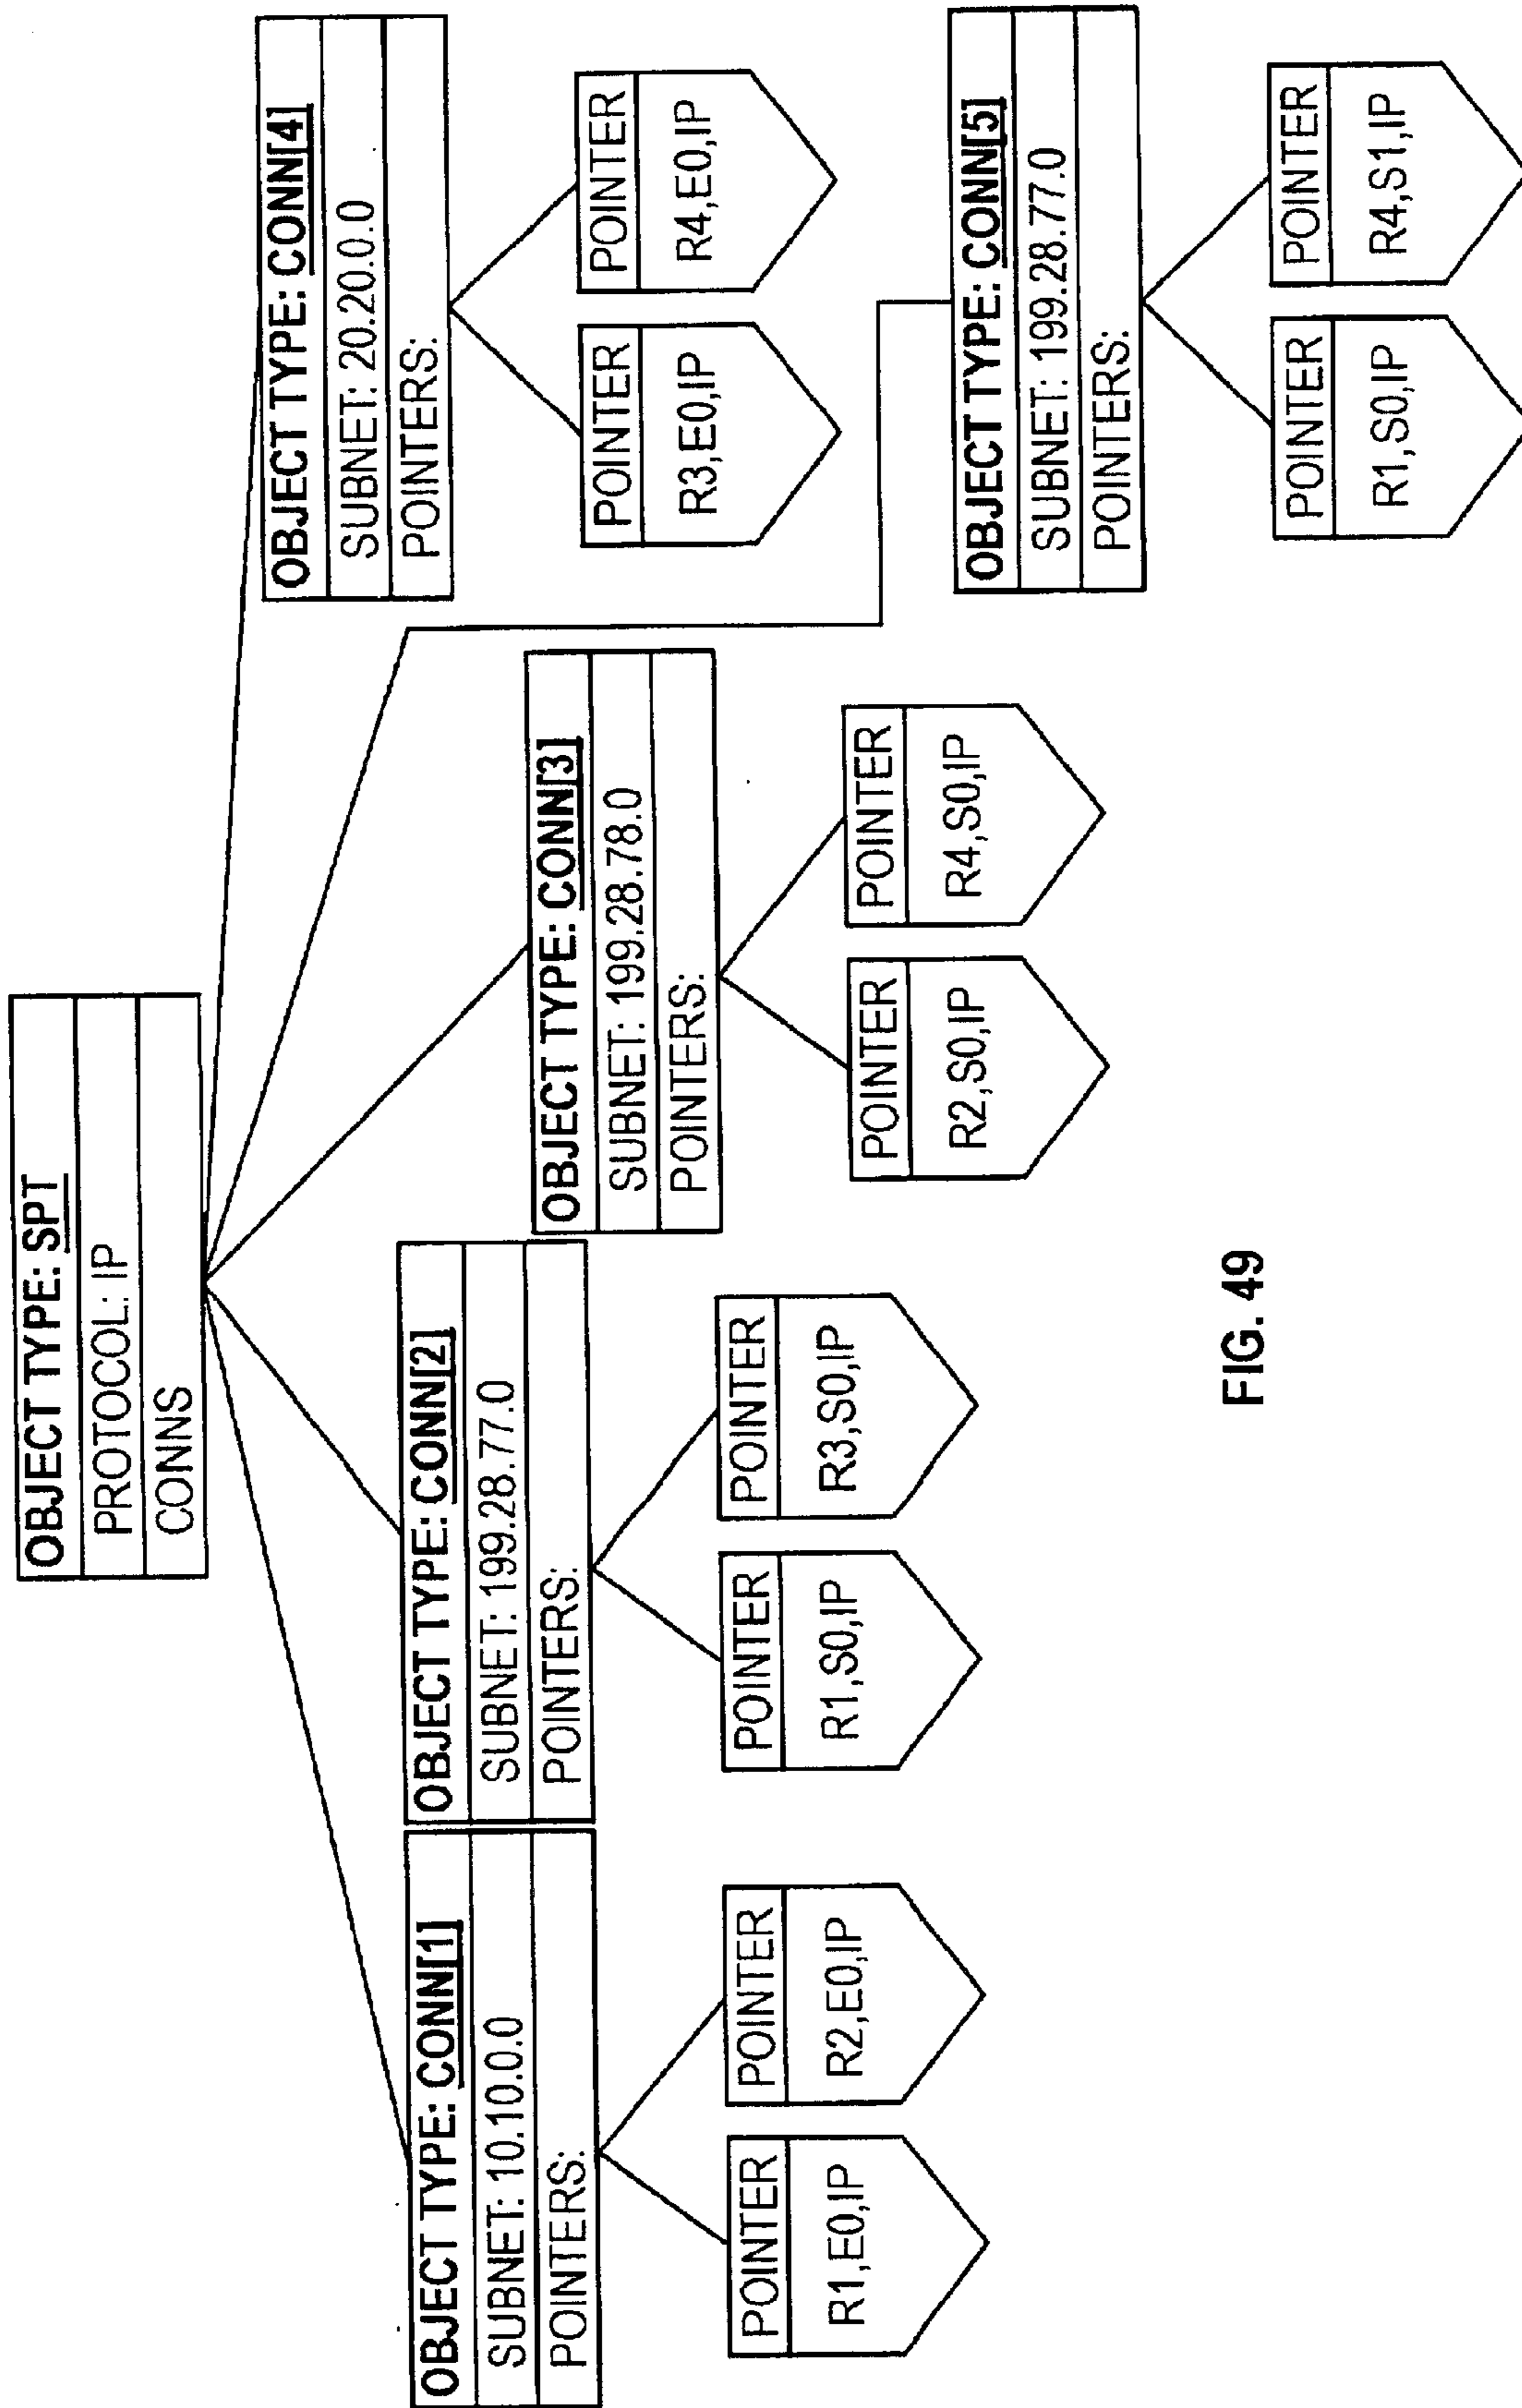 OBJECT TYPE: SPT
PROTOCOL: IP
CONNS
OBJECT TYPE: CONN[1]
SUBNET: 10.10.0.0
POINTERS:
POINTER
R1,E0,IP
POINTER
R2,E0,IP
OBJECT TYPE: CONN[2]
SUBNET: 199.28.77.0
POINTERS:
POINTER
R1,S0,IP
POINTER
R3,S0,IP
OBJECT TYPE: CONN[3]
SUBNET: 199.28.78.0
POINTERS:
POINTER
R2,S0,IP
POINTER
R4,S0,IP
OBJECT TYPE: CONN[4]
SUBNET: 20.20.0.0
POINTERS:
POINTER
R3,E0,IP
POINTER
R4,E0,IP
OBJECT TYPE: CONN[5]
SUBNET: 199.28.77.0
POINTERS:
POINTER
R1,S0,IP
POINTER
R4,S1,IP
FIG. 49